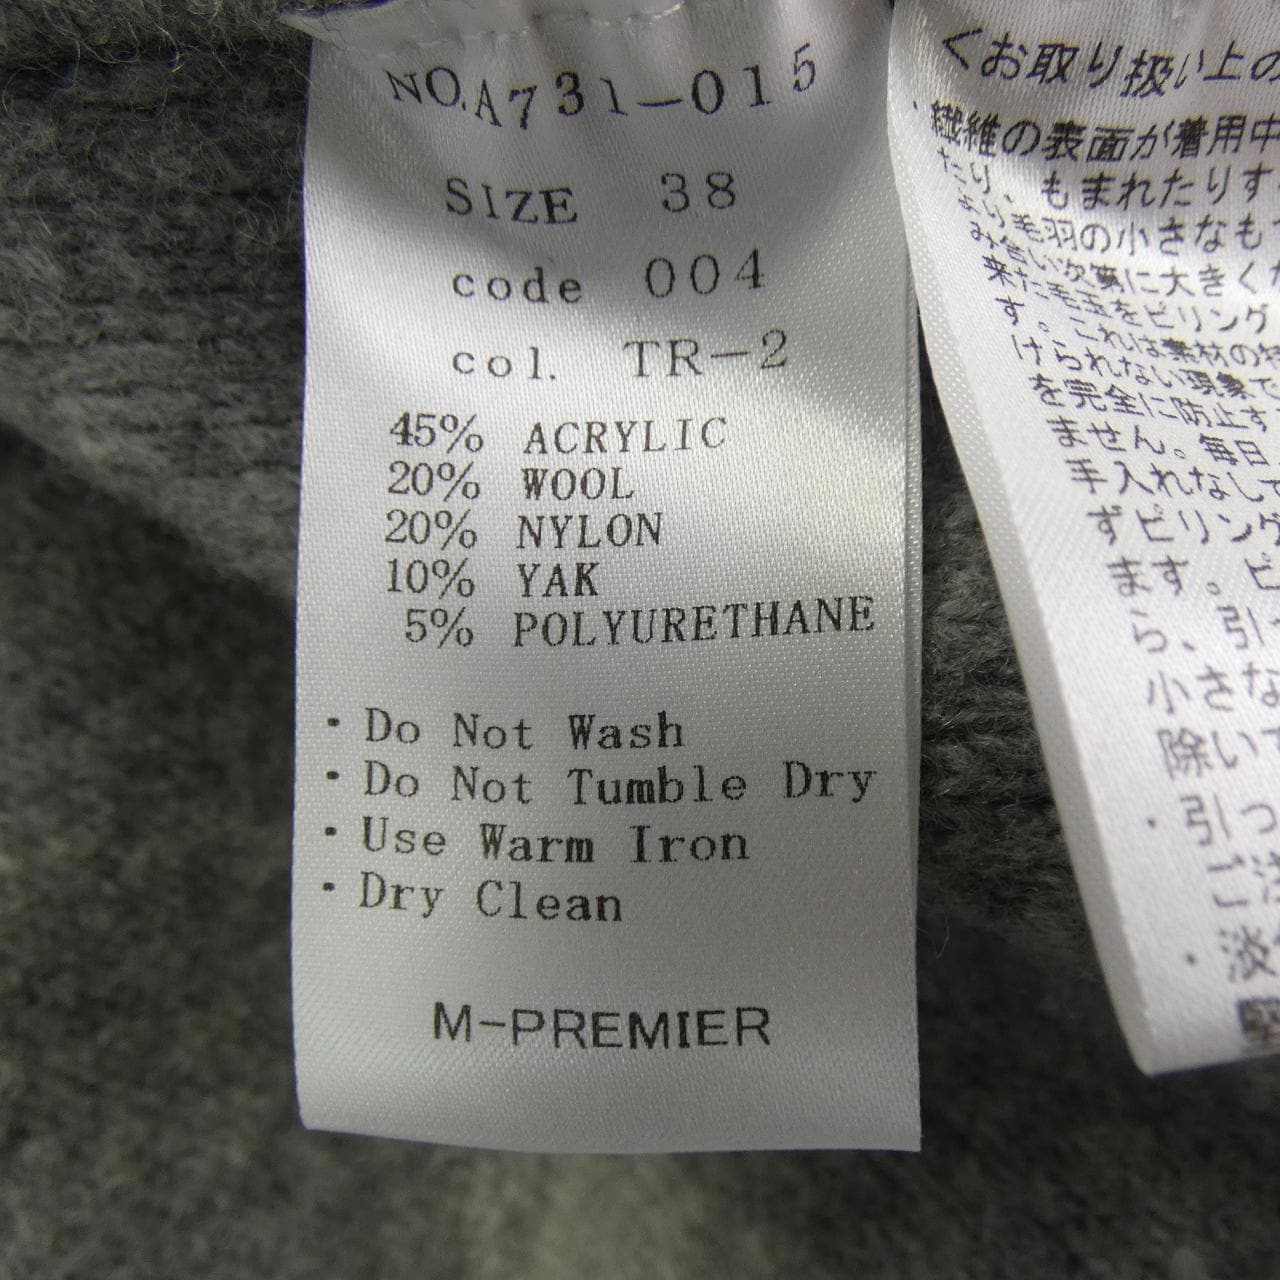 NO.A731-015
SIZE 38
code 004
col. TR-2
45% ACRYLIC
20% WOOL
20% NYLON
10% YAK
5% POLYURETHANE
・Do Not Wash
・Do Not Tumble Dry
・Use Warm Iron
・Dry Clean
M-PREMIER
くお取り扱い上の
・繊維の表面が着用中
たり、もまれたりす
より毛羽の小さなも
み合い次第に大きくな
来た毛玉をピリング
す。これは素材の特
けられない現象で
を完全に防止す
ません。毎日
手入れなしで
ずピリング
ます。ピ
ら、引
小さな
除いて
・引っ
ご注
・淡